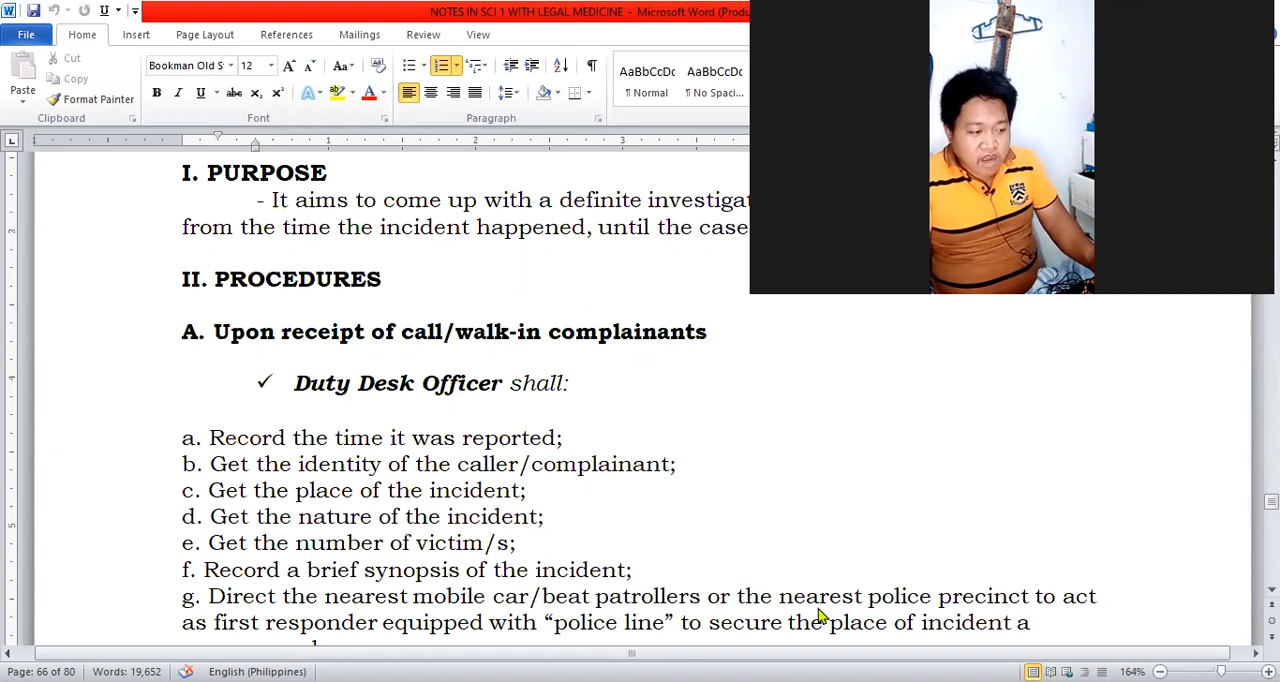 NOTES IN SCI 1 WITH LEGAL MEDICINE - Microsoft Word (Produ
File Home Insert Page Layout References Mailings Review View
Cut
Copy
Format Painter
Paste
Clipboard
Bookman Old S 12
Font
Paragraph
AaBbCcDc AaBbCcDc
¶ Normal ¶ No Spaci...
1 2 3
I. PURPOSE
- It aims to come up with a definite investigat
from the time the incident happened, until the case
II. PROCEDURES
A. Upon receipt of call/walk-in complainants
✓ Duty Desk Officer shall:
a. Record the time it was reported;
b. Get the identity of the caller/complainant;
c. Get the place of the incident;
d. Get the nature of the incident;
e. Get the number of victim/s;
f. Record a brief synopsis of the incident;
g. Direct the nearest mobile car/beat patrollers or the nearest police precinct to act
as first responder equipped with “police line” to secure the place of incident a
Page: 66 of 80 Words: 19,652 English (Philippines) 164%